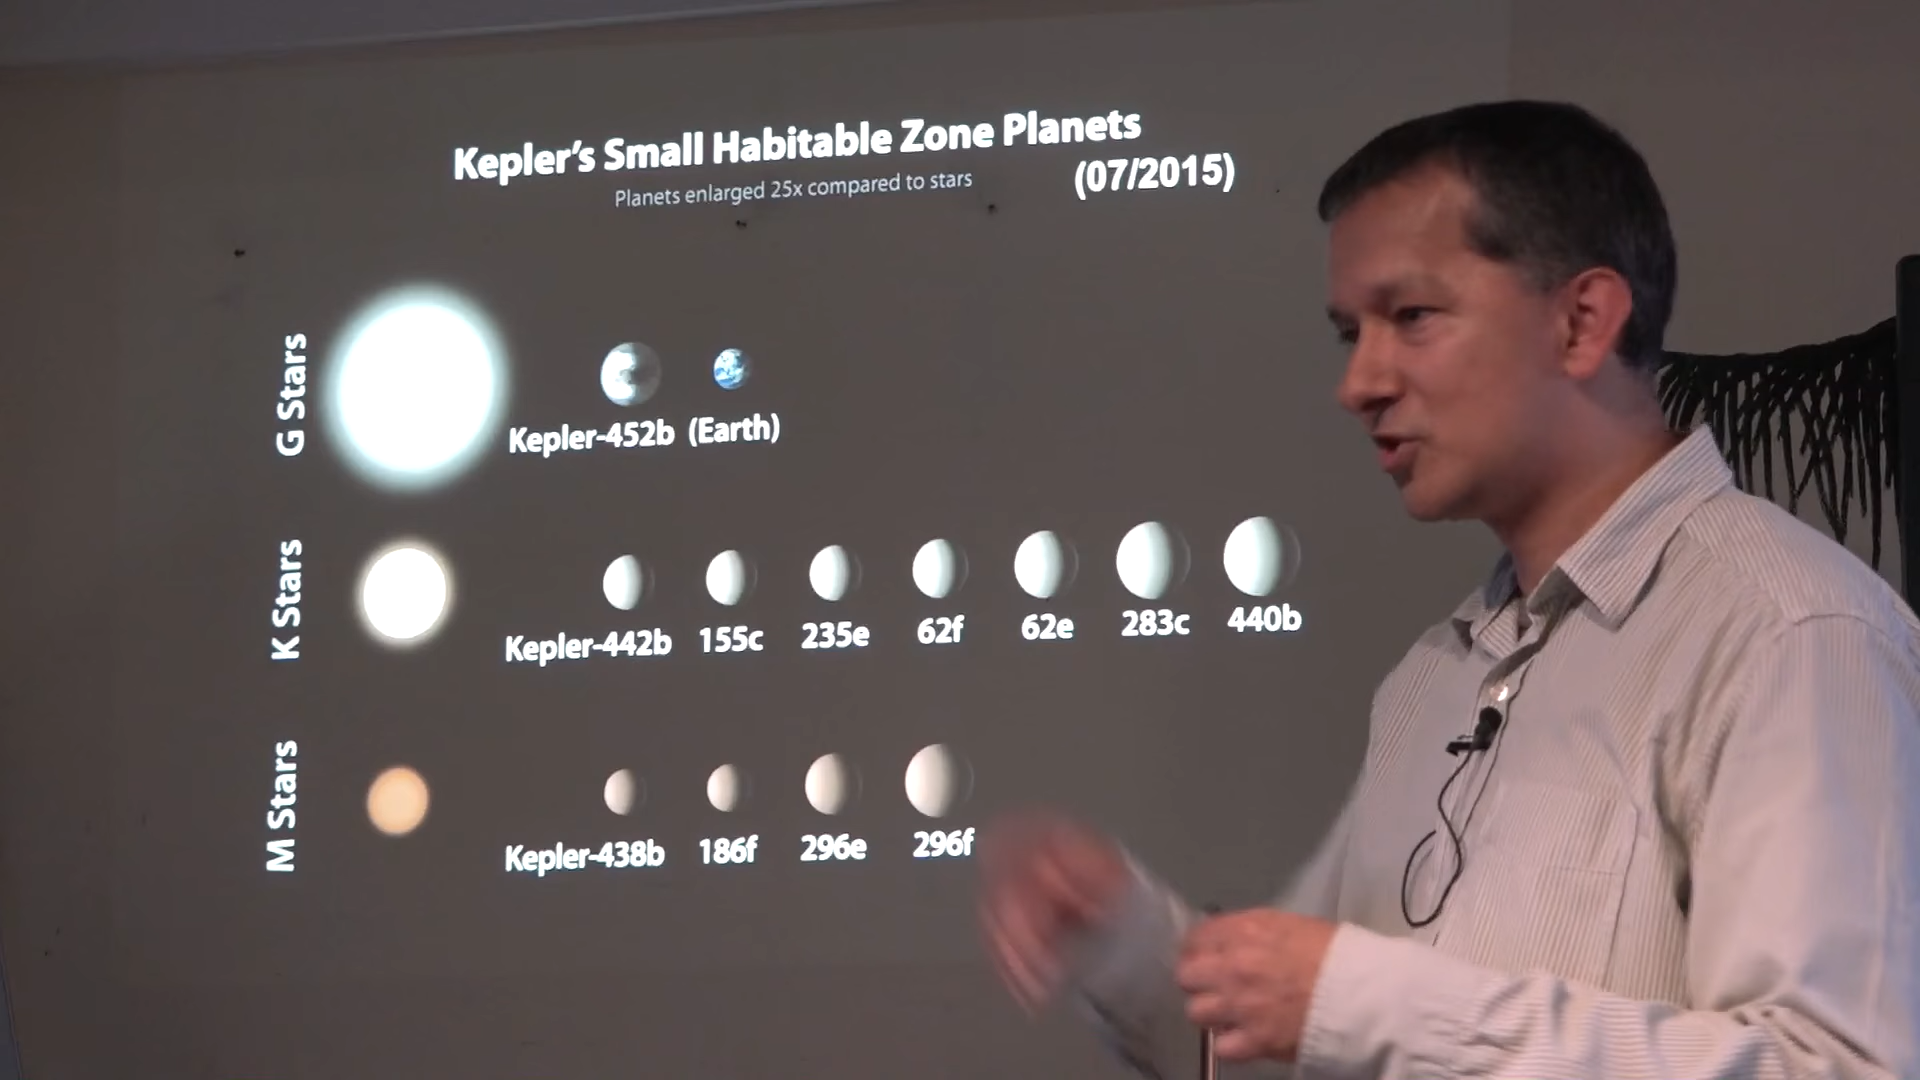 Kepler's Small Habitable Zone Planets
(07/2015)
Planets enlarged 25x compared to stars
G Stars
Kepler-452b (Earth)
K Stars
Kepler-442b 155c 235e 62f 62e 283c 440b
M Stars
Kepler-438b 186f 296e 296f